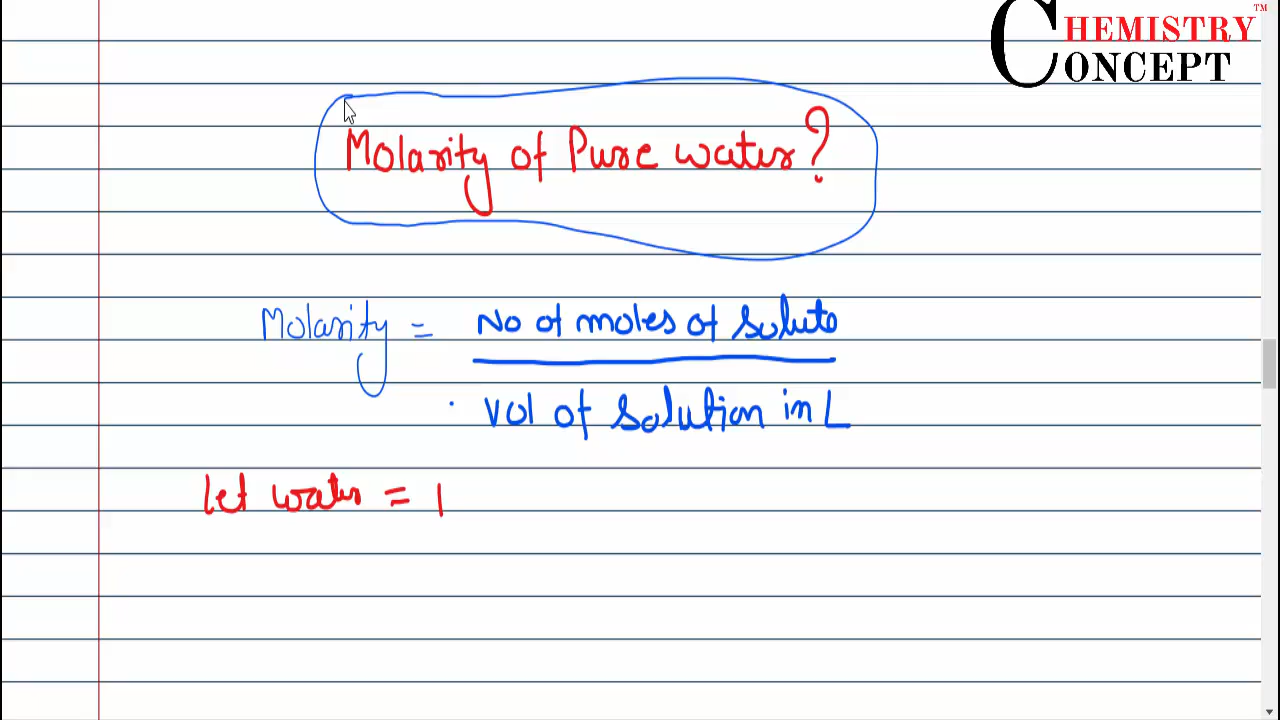 CHEMISTRY™
CONCEPT
Molarity of Pure water?
Molarity = No of moles of solute
vol of solution in L
let water = 1